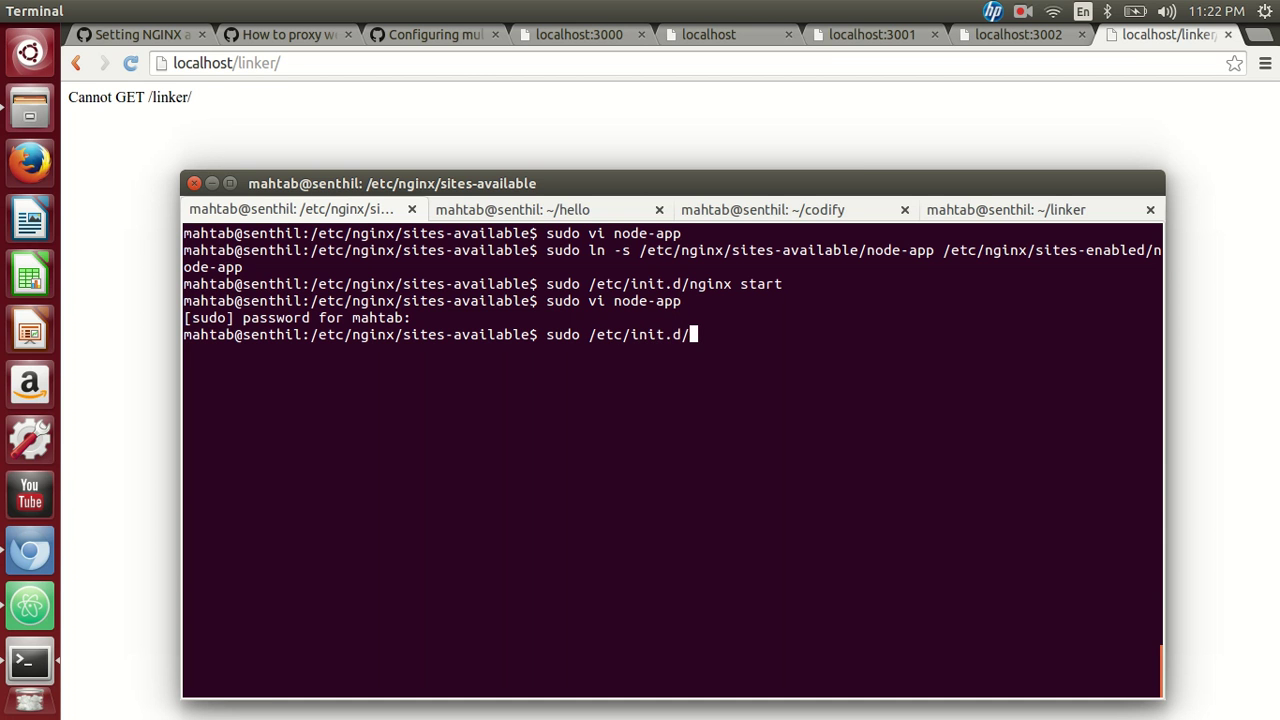 Terminal
En
11:22 PM
Setting NGINX a
How to proxy we
Configuring mul
localhost:3000
localhost
localhost:3001
localhost:3002
localhost/linker/
localhost/linker/
Cannot GET /linker/
mahtab@senthil: /etc/nginx/sites-available
mahtab@senthil: /etc/nginx/si...
mahtab@senthil: ~/hello
mahtab@senthil: ~/codify
mahtab@senthil: ~/linker
mahtab@senthil:/etc/nginx/sites-available$ sudo vi node-app
mahtab@senthil:/etc/nginx/sites-available$ sudo ln -s /etc/nginx/sites-available/node-app /etc/nginx/sites-enabled/n
ode-app
mahtab@senthil:/etc/nginx/sites-available$ sudo /etc/init.d/nginx start
mahtab@senthil:/etc/nginx/sites-available$ sudo vi node-app
[sudo] password for mahtab:
mahtab@senthil:/etc/nginx/sites-available$ sudo /etc/init.d/
a
You
Tube
>_
hp